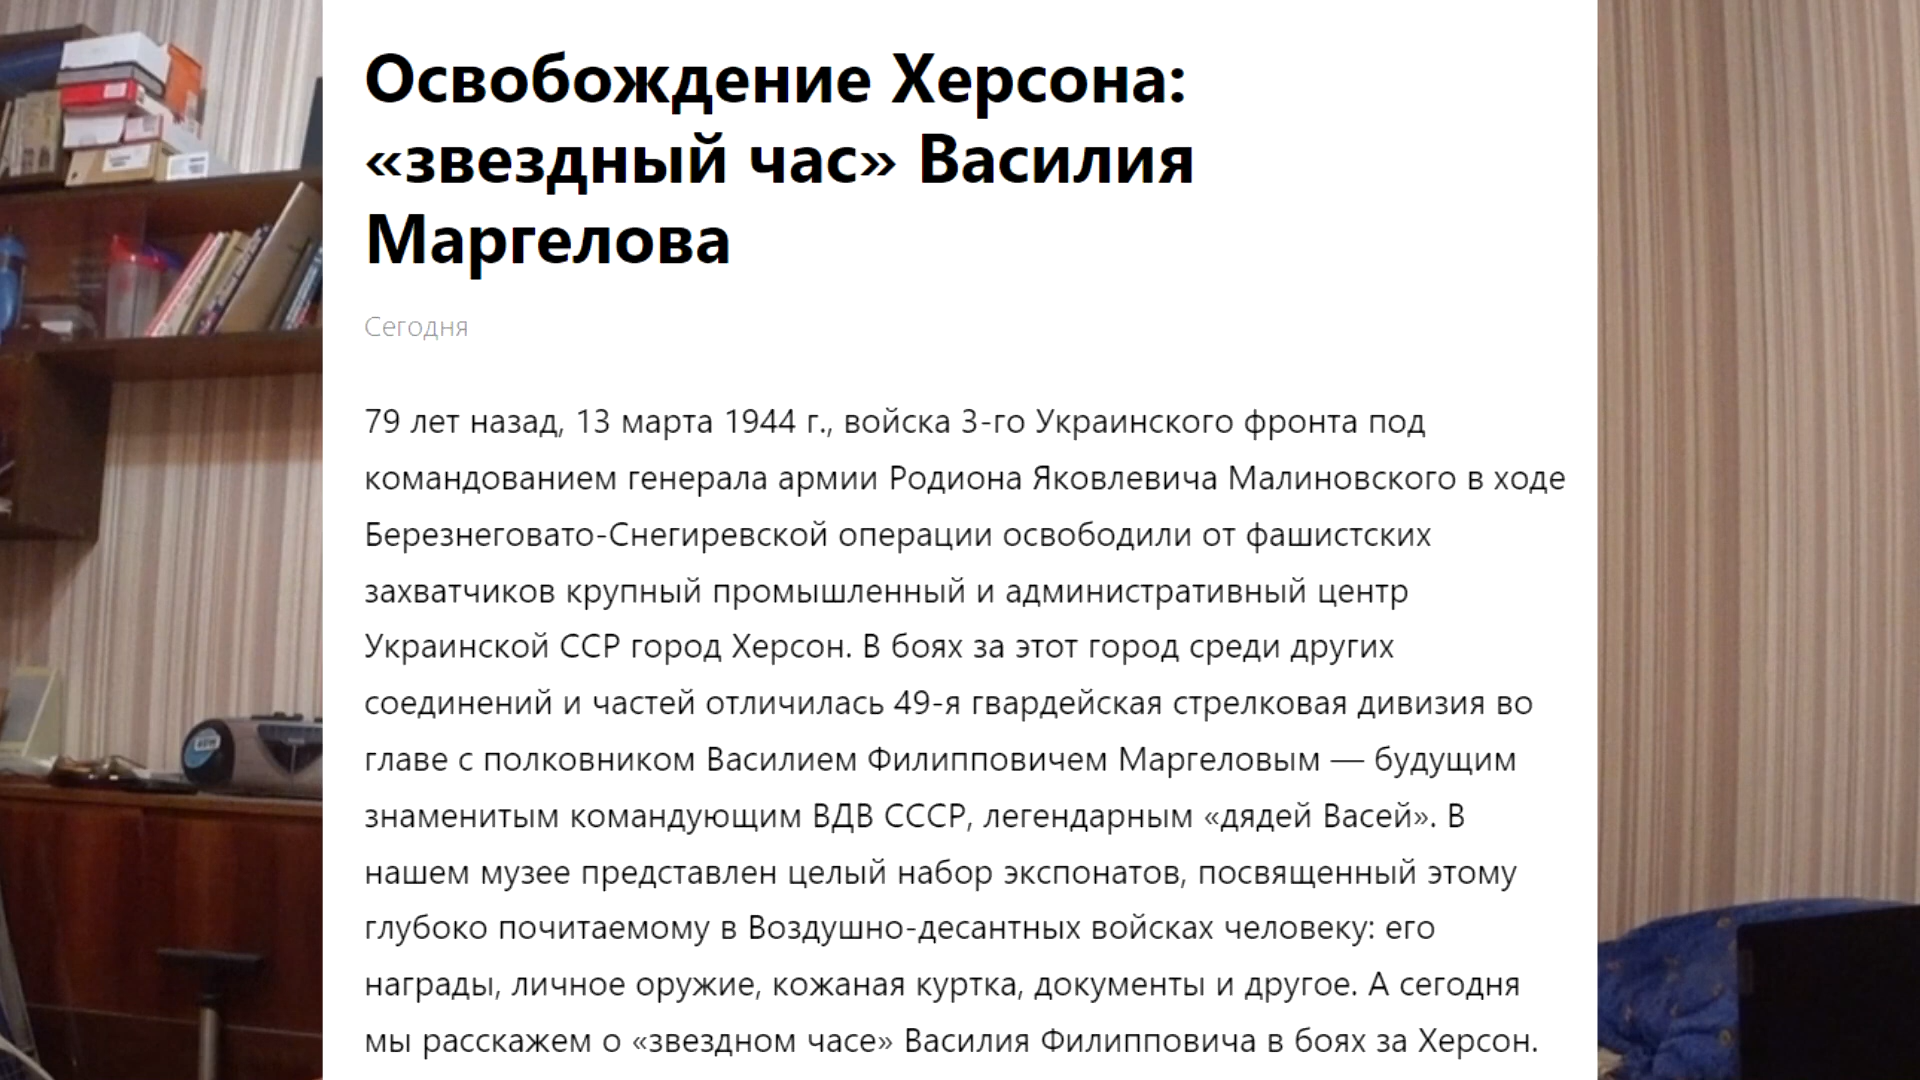 Освобождение Херсона:
«звездный час» Василия
Маргелова
Сегодня
79 лет назад, 13 марта 1944 г., войска 3-го Украинского фронта под
командованием генерала армии Родиона Яковлевича Малиновского в ходе
Березнеговато-Снегиревской операции освободили от фашистских
захватчиков крупный промышленный и административный центр
Украинской ССР город Херсон. В боях за этот город среди других
соединений и частей отличилась 49-я гвардейская стрелковая дивизия во
главе с полковником Василием Филипповичем Маргеловым — будущим
знаменитым командующим ВДВ СССР, легендарным «дядей Васей». В
нашем музее представлен целый набор экспонатов, посвященный этому
глубоко почитаемому в Воздушно-десантных войсках человеку: его
награды, личное оружие, кожаная куртка, документы и другое. А сегодня
мы расскажем о «звездном часе» Василия Филипповича в боях за Херсон.